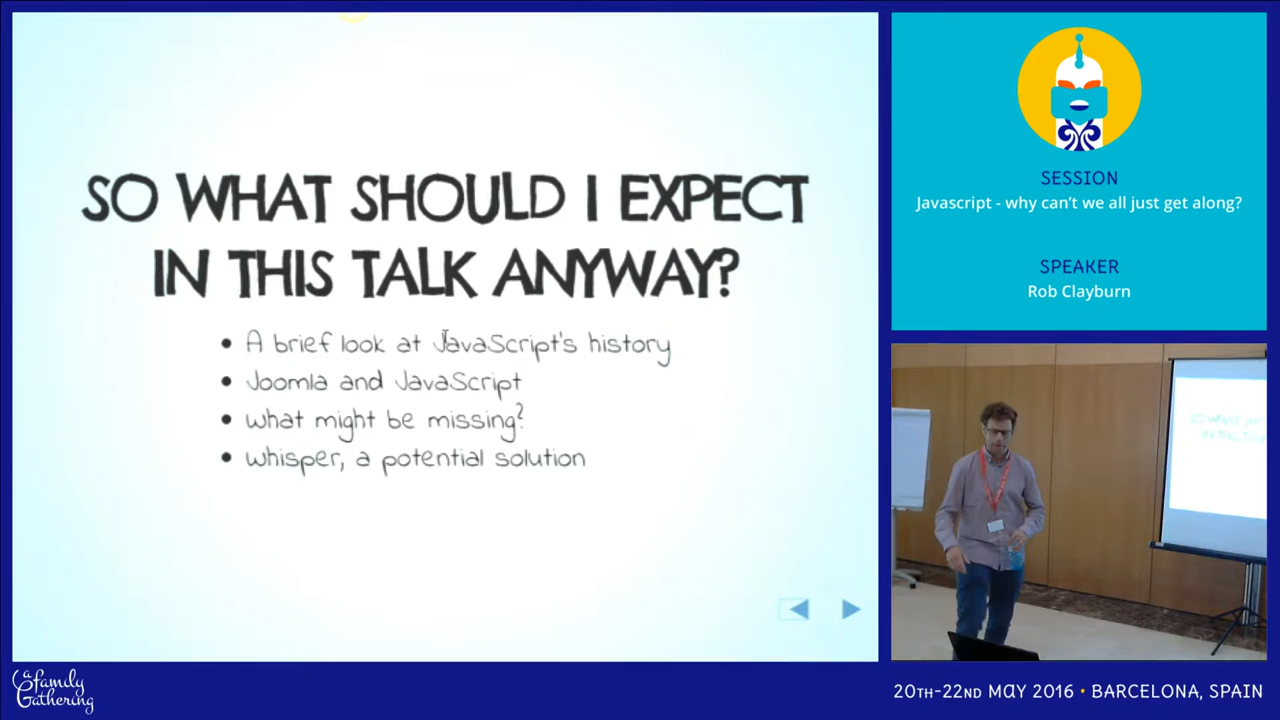 SO WHAT SHOULD I EXPECT
IN THIS TALK ANYWAY?
• A brief look at JavaScript's history
• Joomla and JavaScript
• what might be missing?
• whisper, a potential solution
SESSION
Javascript - why can't we all just get along?
SPEAKER
Rob Clayburn
a family
Gathering
20TH-22ND MAY 2016 • BARCELONA, SPAIN